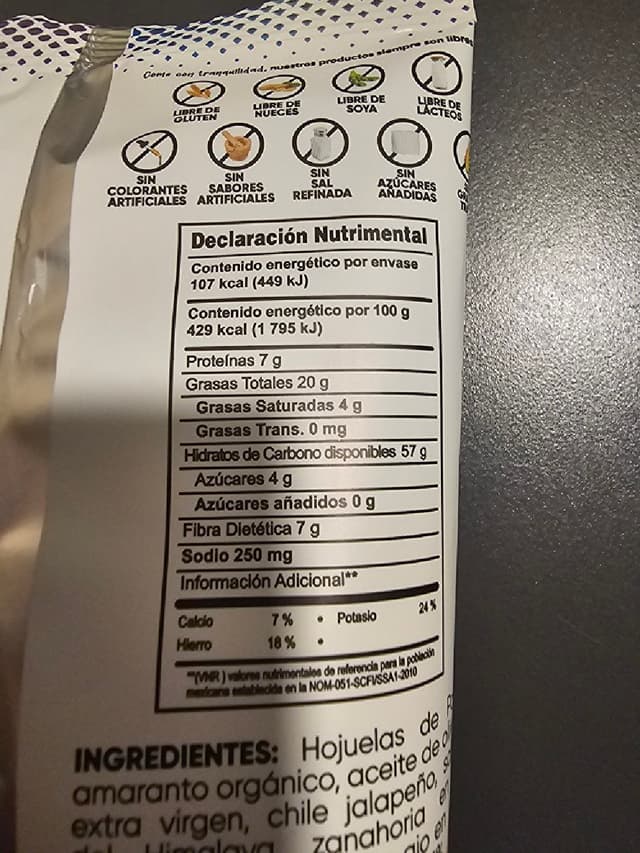 Come con tranquilidad, nuestros productos siempre son libres
LIBRE DE
GLUTEN
LIBRE DE
NUECES
LIBRE DE
SOYA
LIBRE DE
LÁCTEOS
SIN
COLORANTES
ARTIFICIALES
SIN
SABORES
ARTIFICIALES
SIN
SAL
REFINADA
SIN
AZÚCARES
AÑADIDAS
Declaración Nutrimental
Contenido energético por envase
107 kcal (449 kJ)
Contenido energético por 100 g
429 kcal (1 795 kJ)
Proteínas 7 g
Grasas Totales 20 g
Grasas Saturadas 4 g
Grasas Trans. 0 mg
Hidratos de Carbono disponibles 57 g
Azúcares 4 g
Azúcares añadidos 0 g
Fibra Dietética 7 g
Sodio 250 mg
Información Adicional**
Calcio 7 % • Potasio 24 %
Hierro 18 % •
**(VNR) valores nutrimentales de referencia para la población
mexicana establecida en la NOM-051-SCFI/SSA1-2010
INGREDIENTES: Hojuelas de
amaranto orgánico, aceite de
extra virgen, chile jalapeño,
del Himalaya zanahoria en
en